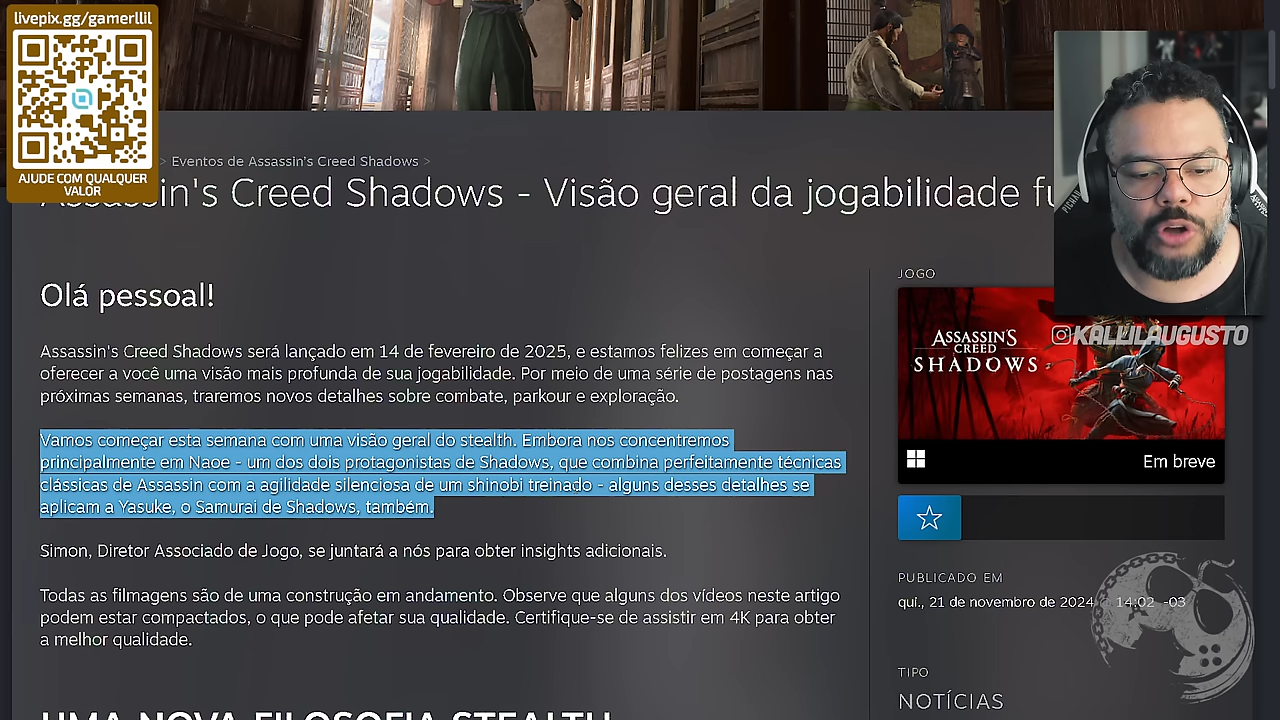 livepix.gg/gamerllll
AJUDE COM QUALQUER
VALOR
> Eventos de Assassin's Creed Shadows >
Assassin's Creed Shadows - Visão geral da jogabilidade
Olá pessoal!
Assassin's Creed Shadows será lançado em 14 de fevereiro de 2025, e estamos felizes em começar a
oferecer a você uma visão mais profunda de sua jogabilidade. Por meio de uma série de postagens nas
próximas semanas, traremos novos detalhes sobre combate, parkour e exploração.
Vamos começar esta semana com uma visão geral do stealth. Embora nos concentremos
principalmente em Naoe - um dos dois protagonistas de Shadows, que combina perfeitamente técnicas
clássicas de Assassin com a agilidade silenciosa de um shinobi treinado - alguns desses detalhes se
aplicam a Yasuke, o Samurai de Shadows, também.
Simon, Diretor Associado de Jogo, se juntará a nós para obter insights adicionais.
Todas as filmagens são de uma construção em andamento. Observe que alguns dos vídeos neste artigo
podem estar compactados, o que pode afetar sua qualidade. Certifique-se de assistir em 4K para obter
a melhor qualidade.
UMA NOVA FILOSOFIA STEALTH
JOGO
ASSASSIN'S
CREED
SHADOWS
KALLILAUGUSTO
Em breve
PUBLICADO EM
qui., 21 de novembro de 2024 14:02 -03
TIPO
NOTÍCIAS